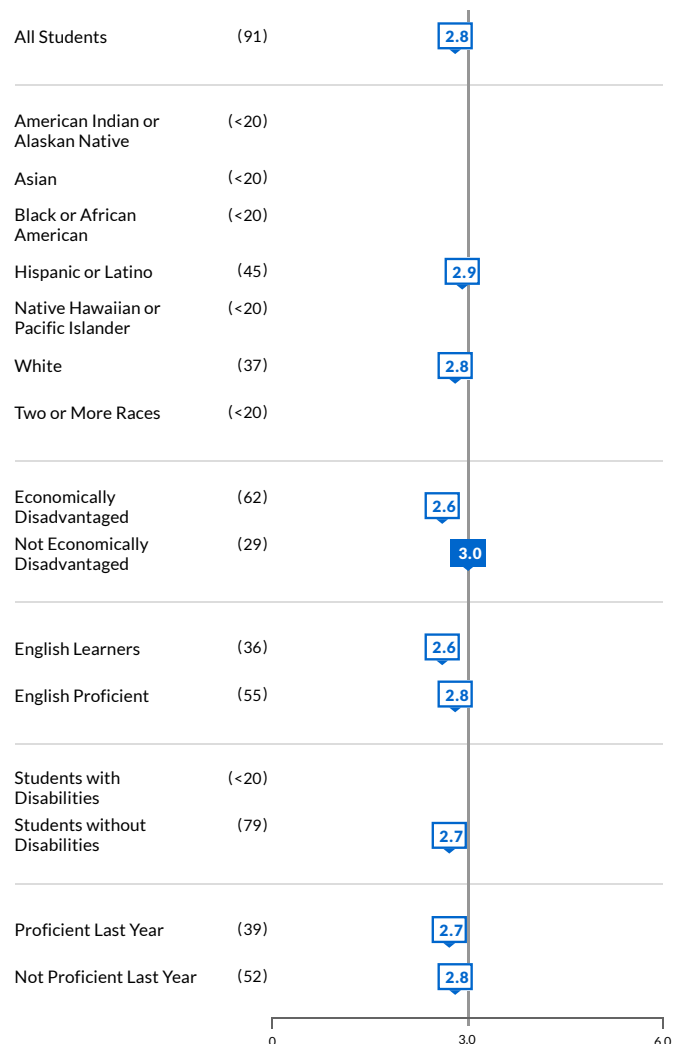 All Students (91) 2.8
American Indian or (<20)
Alaskan Native
Asian (<20)
Black or African (<20)
American
Hispanic or Latino (45) 2.9
Native Hawaiian or (<20)
Pacific Islander
White (37) 2.8
Two or More Races (<20)
Economically (62) 2.6
Disadvantaged
Not Economically (29) 3.0
Disadvantaged
English Learners (36) 2.6
English Proficient (55) 2.8
Students with (<20)
Disabilities
Students without (79) 2.7
Disabilities
Proficient Last Year (39) 2.7
Not Proficient Last Year (52) 2.8
0 3.0 6.0